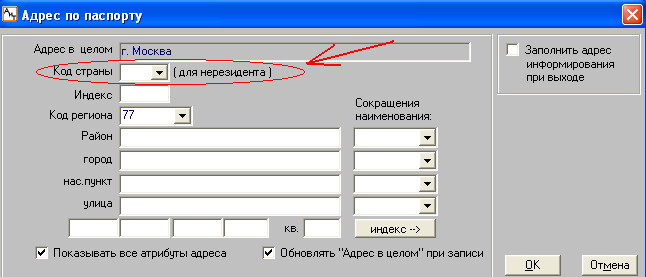 Адрес по паспорту
Адрес в целом г. Москва
Код страны ( для нерезидента )
Индекс
Код региона 77
Сокращения
наименования:
Район
город
нас.пункт
улица
кв. индекс -->
Показывать все атрибуты адреса Обновлять "Адрес в целом" при записи
Заполнить адрес
информирования
при выходе
OK Отмена